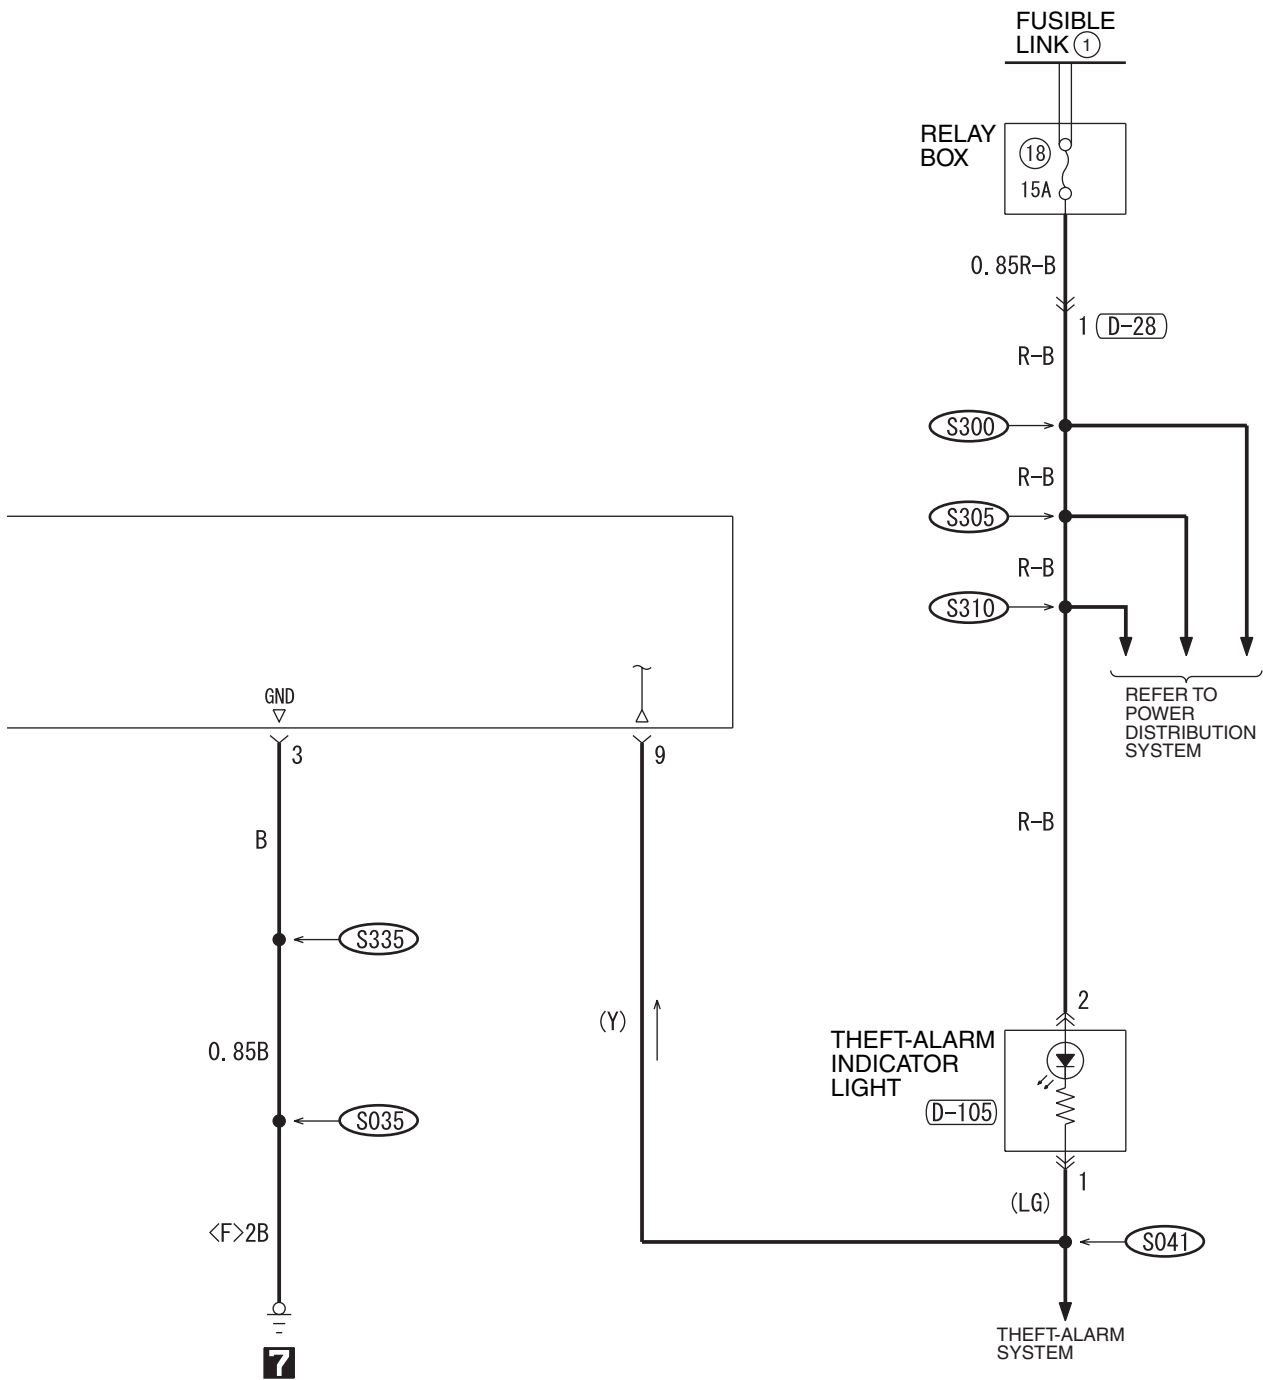 FUSIBLE
LINK 1
RELAY
BOX
18
15A
0.85R-B
1 D-28
R-B
S300
R-B
S305
R-B
S310
REFER TO
POWER
DISTRIBUTION
SYSTEM
GND
3
9
B
R-B
S335
2
(Y)
THEFT-ALARM
INDICATOR
LIGHT
D-105
0.85B
S035
1
(LG)
<F>2B
S041
THEFT-ALARM
SYSTEM
7